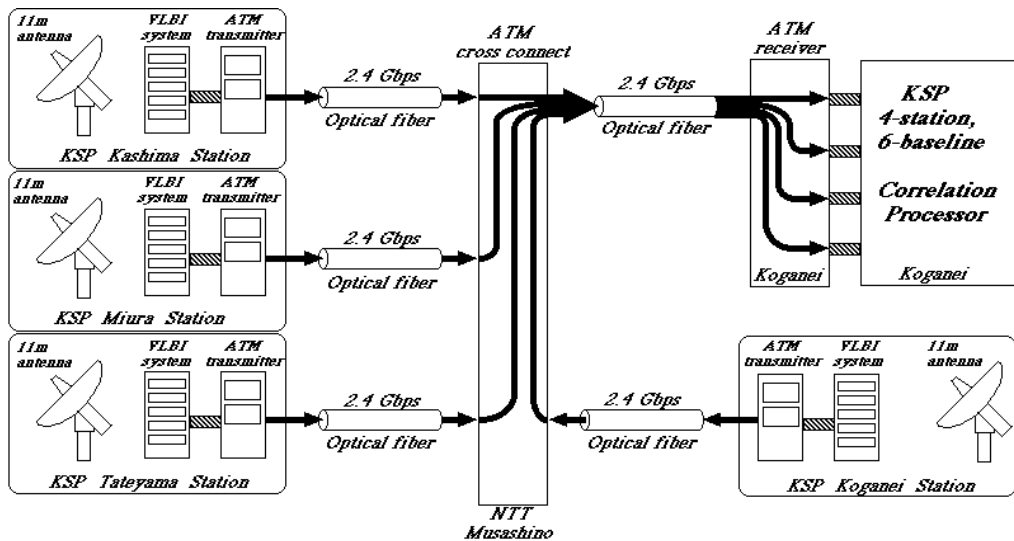 11m
antenna
VLBI
system
ATM
transmitter
KSP Kashima Station
2.4 Gbps
Optical fiber
11m
antenna
VLBI
system
ATM
transmitter
KSP Miura Station
2.4 Gbps
Optical fiber
11m
antenna
VLBI
system
ATM
transmitter
KSP Tateyama Station
2.4 Gbps
Optical fiber
ATM
cross connect
NTT
Musashino
2.4 Gbps
Optical fiber
ATM
receiver
Koganei
KSP
4-station,
6-baseline
Correlation
Processor
Koganei
2.4 Gbps
Optical fiber
ATM
transmitter
VLBI
system
11m
antenna
KSP Koganei Station